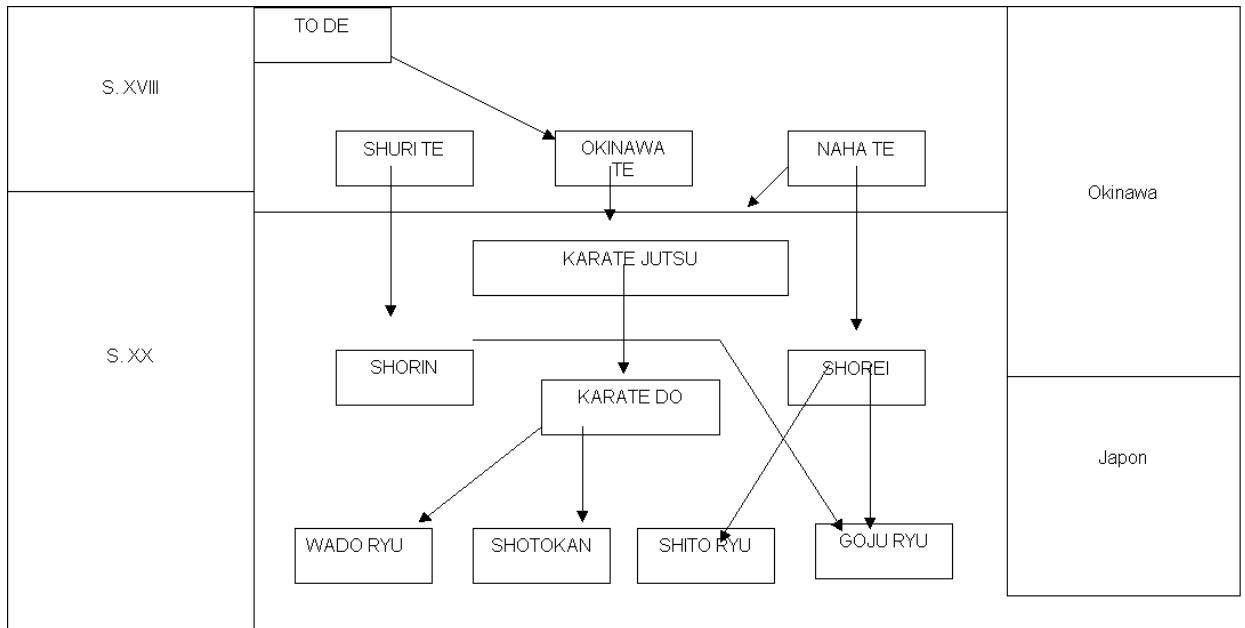 TO DE
S. XVIII
SHURI TE
OKINAWA
TE
NAHA TE
Okinawa
KARATE JUTSU
S. XX
SHORIN
SHOREI
KARATE DO
Japon
WADO RYU
SHOTOKAN
SHITO RYU
GOJU RYU